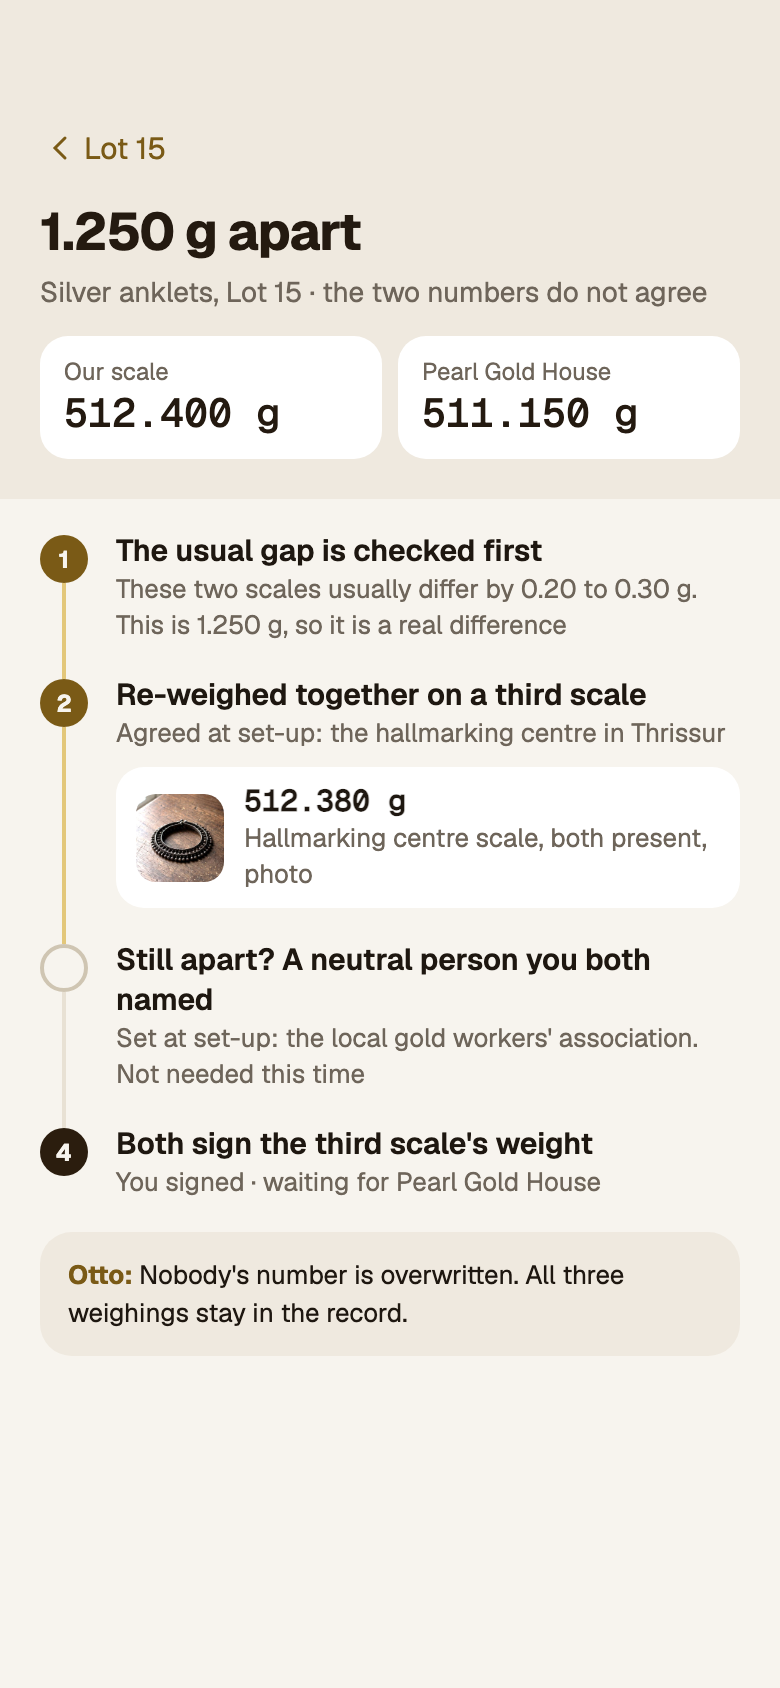 Lot 15
1.250 g apart
Silver anklets, Lot 15 · the two numbers do not agree
Our scale
512.400 g
Pearl Gold House
511.150 g
1
The usual gap is checked first
These two scales usually differ by 0.20 to 0.30 g.
This is 1.250 g, so it is a real difference
2
Re-weighed together on a third scale
Agreed at set-up: the hallmarking centre in Thrissur
512.380 g
Hallmarking centre scale, both present,
photo
Still apart? A neutral person you both
named
Set at set-up: the local gold workers' association.
Not needed this time
4
Both sign the third scale's weight
You signed · waiting for Pearl Gold House
Otto: Nobody's number is overwritten. All three
weighings stay in the record.